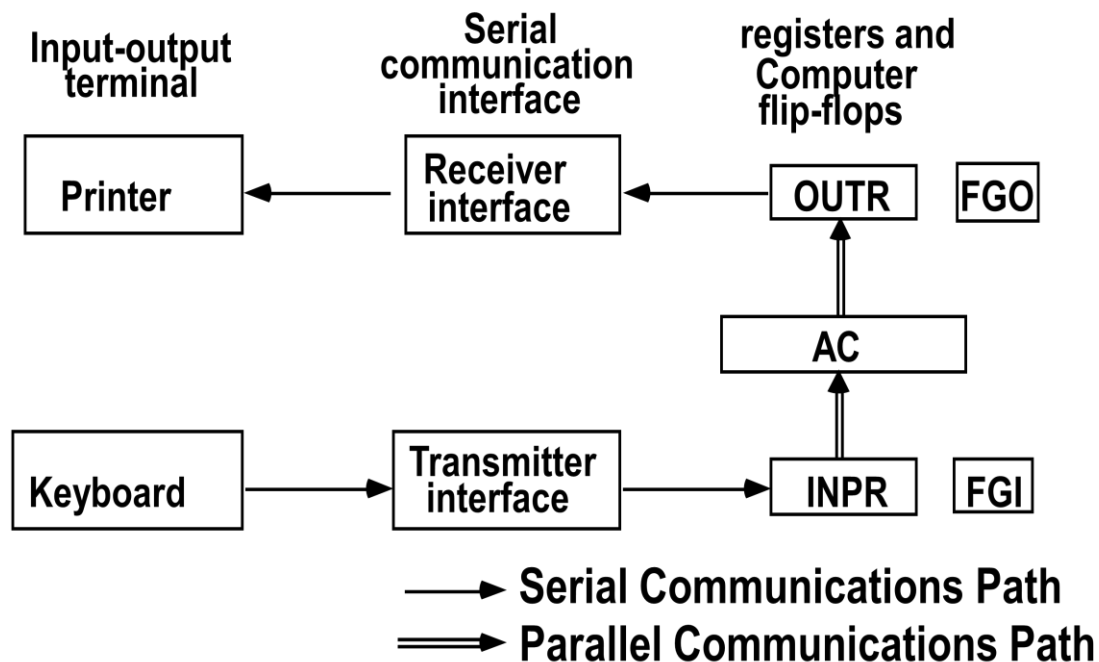 Input-output
terminal
Serial
communication
interface
registers and
Computer
flip-flops
Printer
Receiver
interface
OUTR
FGO
AC
Keyboard
Transmitter
interface
INPR
FGI
Serial Communications Path
Parallel Communications Path